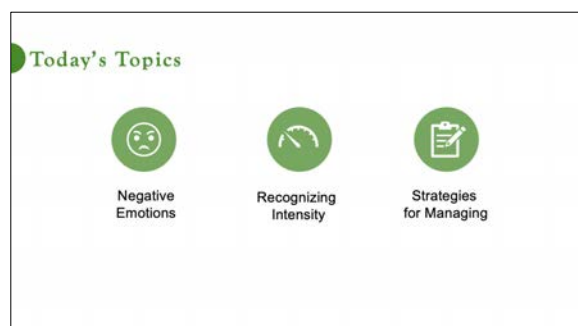 Today's Topics
Negative
Emotions
Recognizing
Intensity
Strategies
for Managing